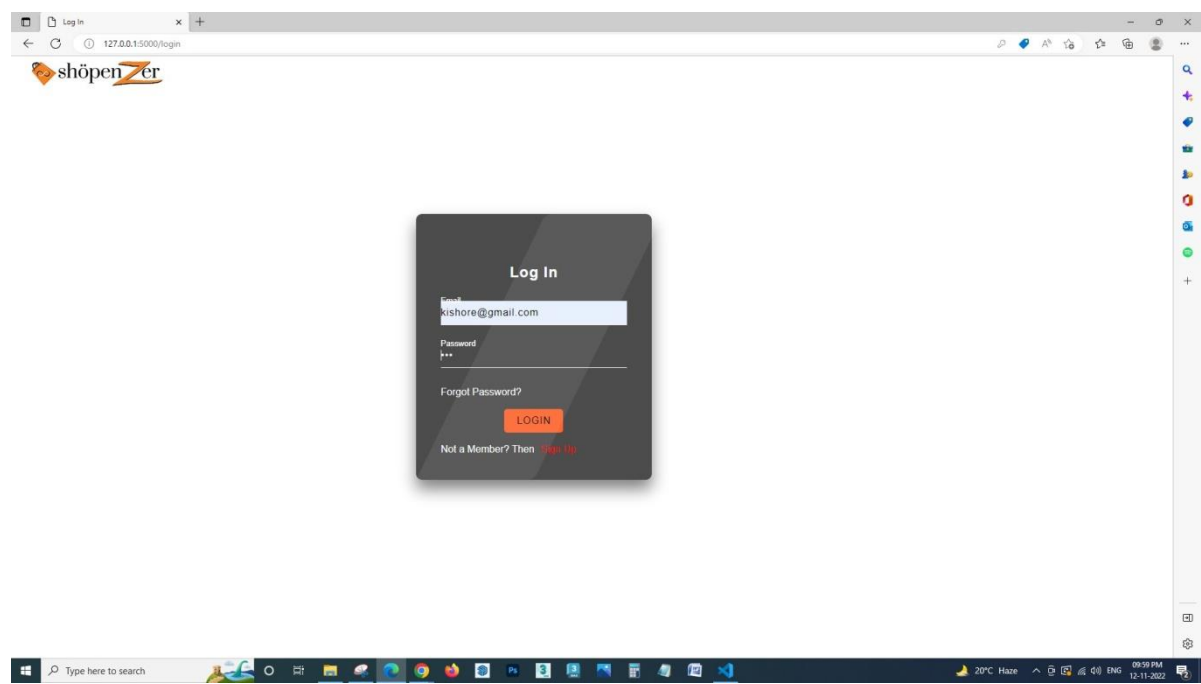 Log In
127.0.0.1:5000/login
shöpenZer
Log In
Email
kishore@gmail.com
Password
•••
Forgot Password?
LOGIN
Not a Member? Then Sign Up
Type here to search
20°C Haze
ENG
09:59 PM
12-11-2022